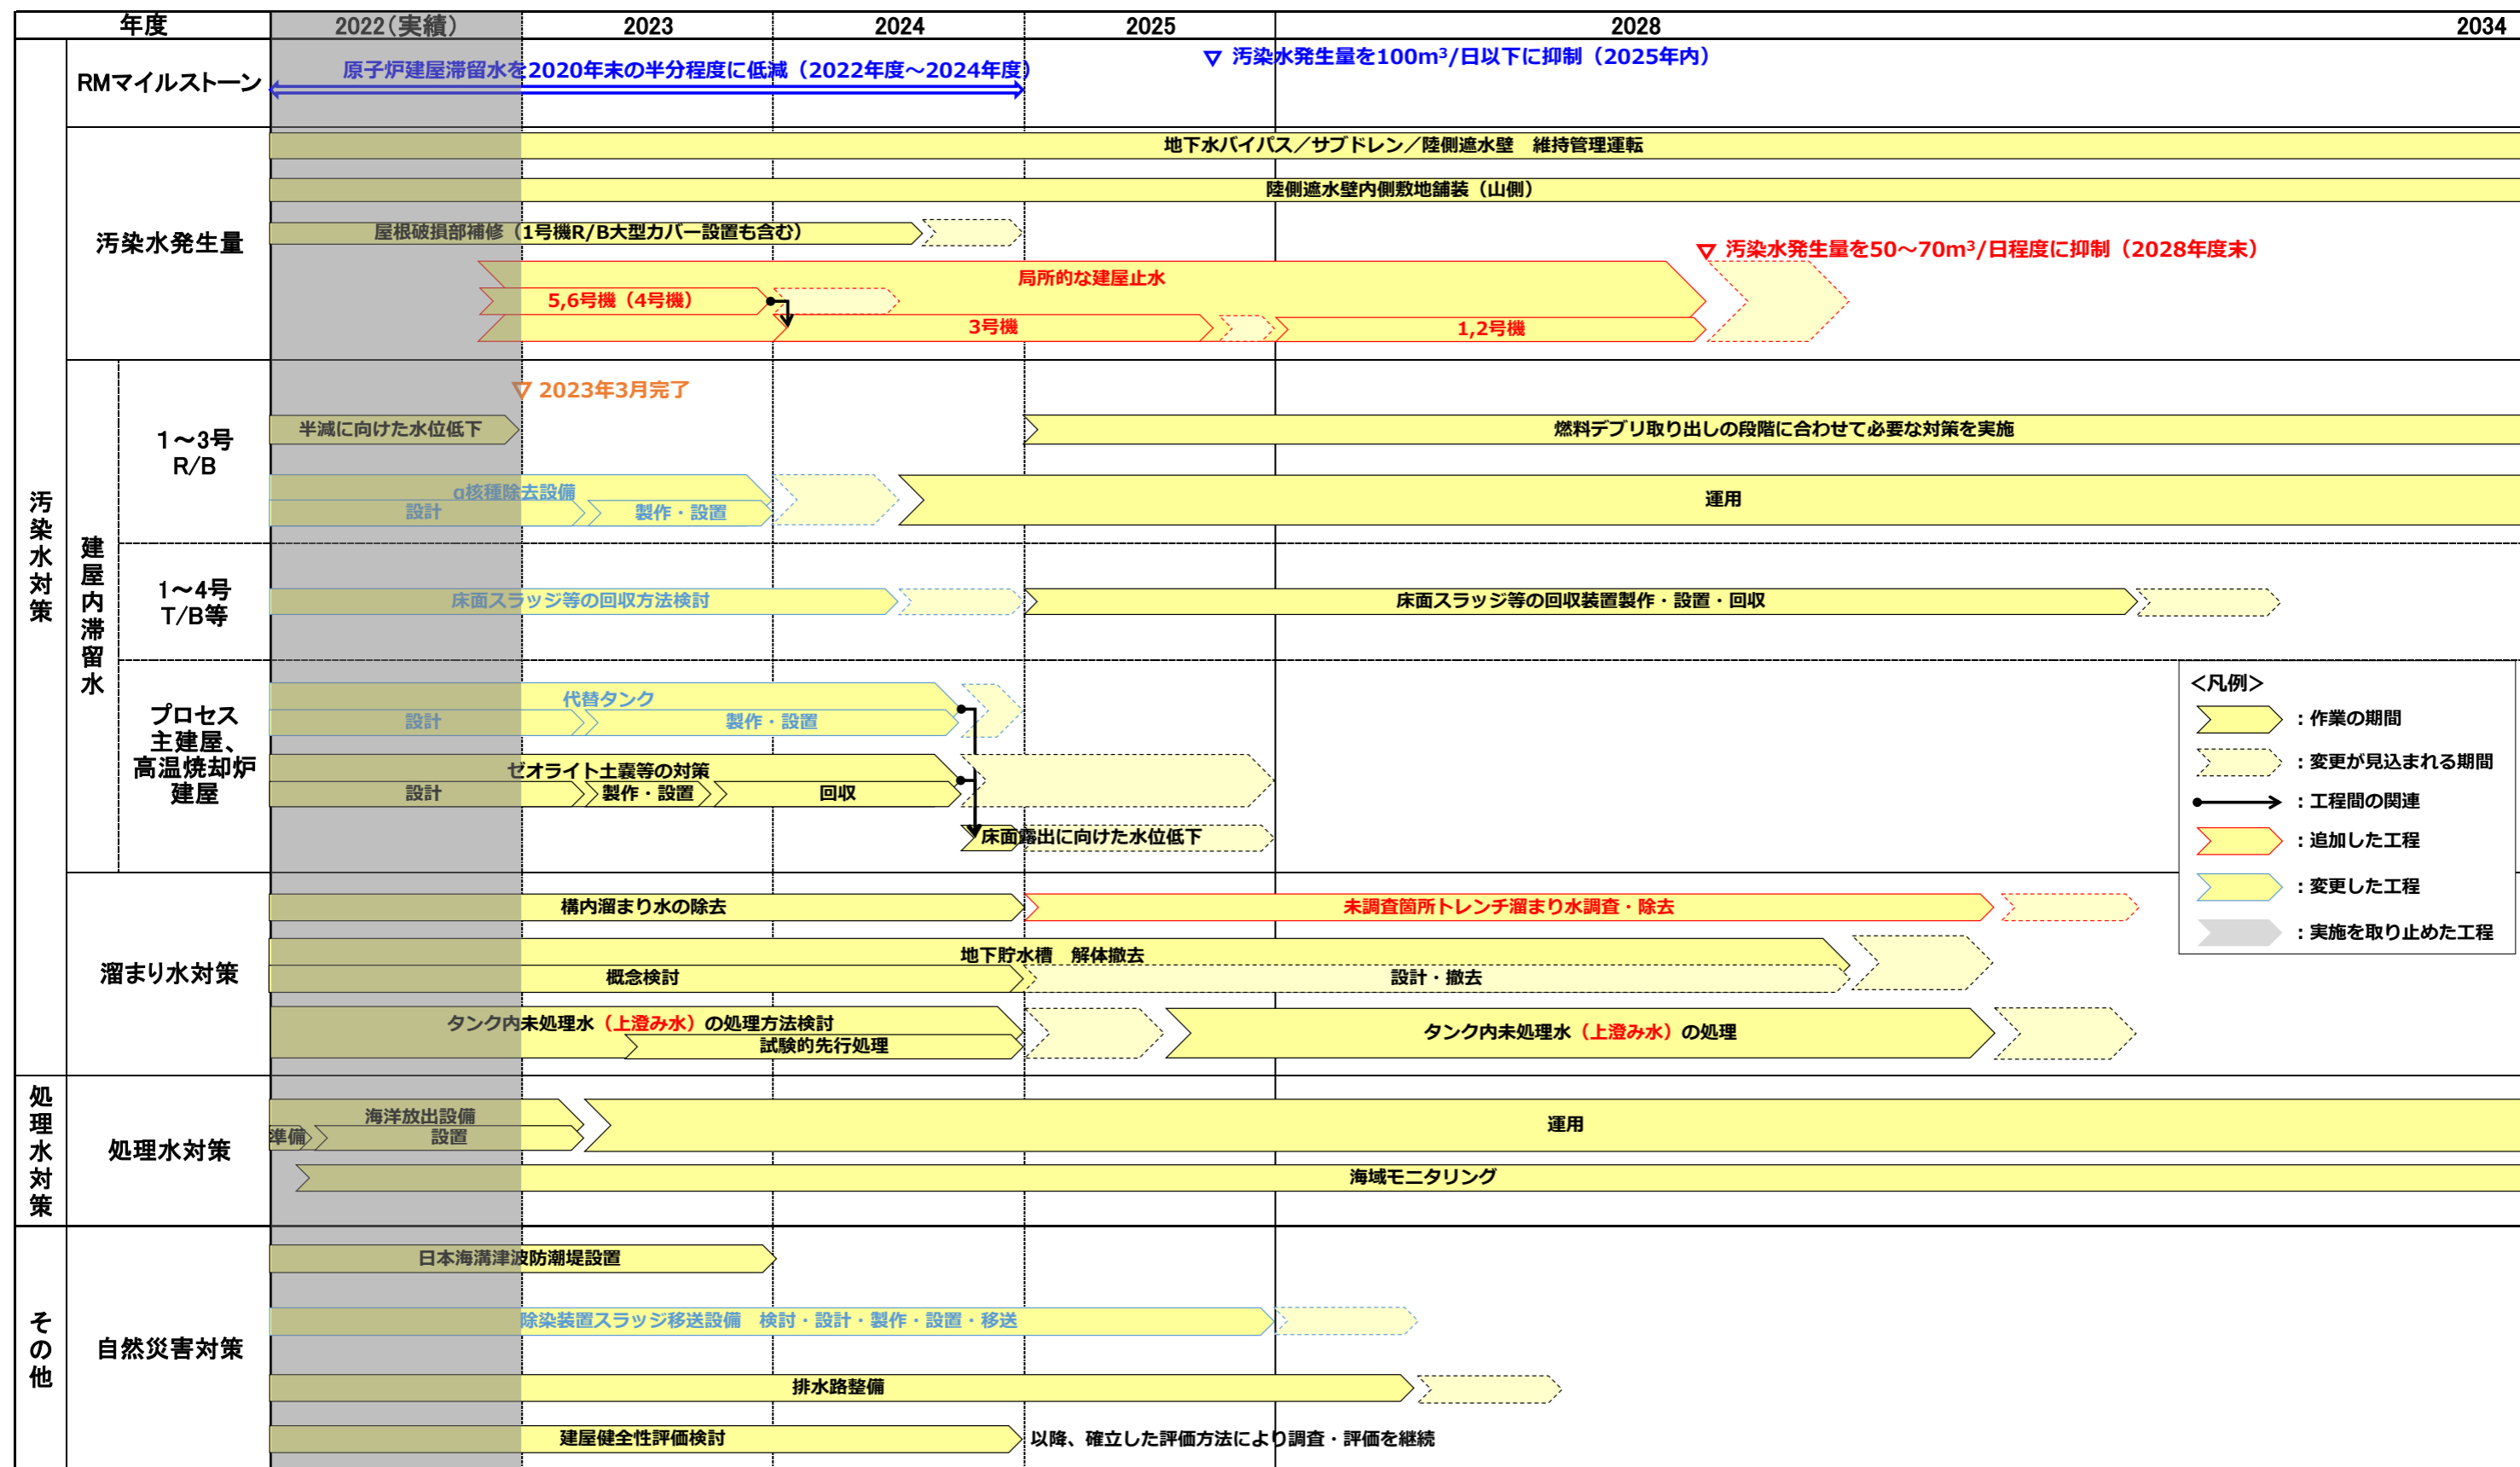 年度 2022(実績) 2023 2024 2025 2028 2034
汚染水対策
RMマイルストーン
原子炉建屋滞留水を2020年末の半分程度に低減（2022年度～2024年度）
▽ 汚染水発生量を100m³/日以下に抑制（2025年内）
汚染水発生量
地下水バイパス／サブドレン／陸側遮水壁　維持管理運転
陸側遮水壁内側敷地舗装（山側）
屋根破損部補修（1号機R/B大型カバー設置も含む）
▽ 汚染水発生量を50～70m³/日程度に抑制（2028年度末）
局所的な建屋止水
5,6号機（4号機）
3号機
1,2号機
建屋内滞留水
1～3号
R/B
▽ 2023年3月完了
半減に向けた水位低下
燃料デブリ取り出しの段階に合わせて必要な対策を実施
α核種除去設備
設計
製作・設置
運用
1～4号
T/B等
床面スラッジ等の回収方法検討
床面スラッジ等の回収装置製作・設置・回収
プロセス
主建屋、
高温焼却炉
建屋
代替タンク
設計
製作・設置
ゼオライト土嚢等の対策
設計
製作・設置
回収
床面露出に向けた水位低下
<凡例>
：作業の期間
：変更が見込まれる期間
：工程間の関連
：追加した工程
：変更した工程
：実施を取り止めた工程
溜まり水対策
構内溜まり水の除去
未調査箇所トレンチ溜まり水調査・除去
地下貯水槽　解体撤去
概念検討
設計・撤去
タンク内未処理水（上澄み水）の処理方法検討
試験的先行処理
タンク内未処理水（上澄み水）の処理
処理水対策
処理水対策
海洋放出設備
準備
設置
運用
海域モニタリング
その他
自然災害対策
日本海溝津波防潮堤設置
除染装置スラッジ移送設備　検討・設計・製作・設置・移送
排水路整備
建屋健全性評価検討
以降、確立した評価方法により調査・評価を継続